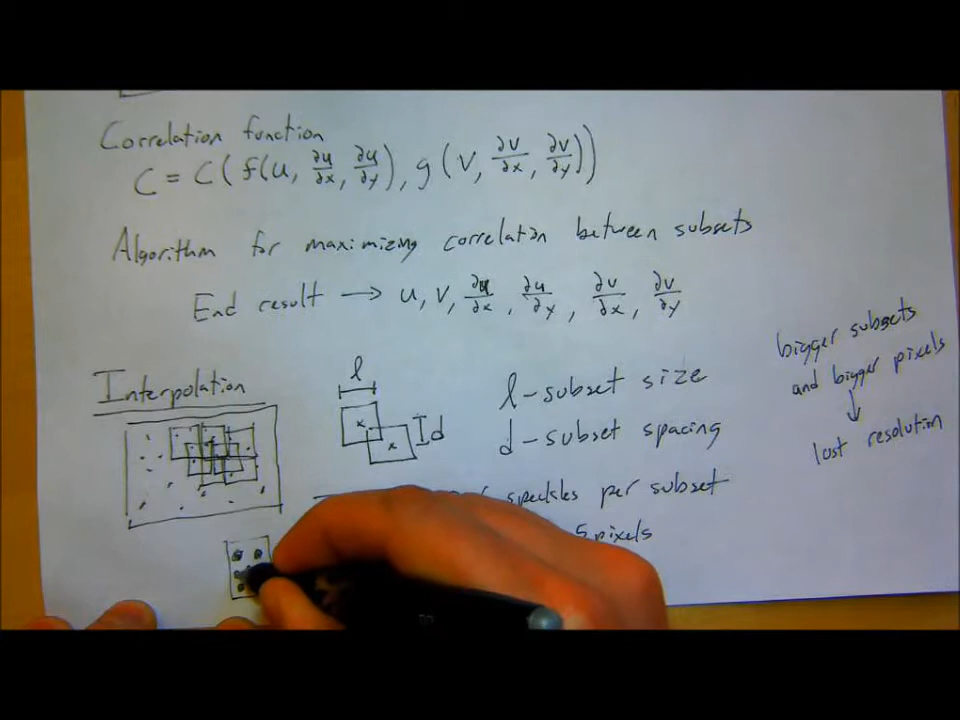 Correlation function
C = C( f(u, ∂u/∂x, ∂u/∂y), g (v, ∂v/∂x, ∂v/∂y))
Algorithm for maximizing correlation between subsets
End result → u, v, ∂u/∂x, ∂u/∂y, ∂v/∂x, ∂v/∂y
Interpolation
l
x
x
d
l - subset size
d - subset spacing
speckles per subset
5 pixels
bigger subsets
and bigger pixels
↓
lost resolution